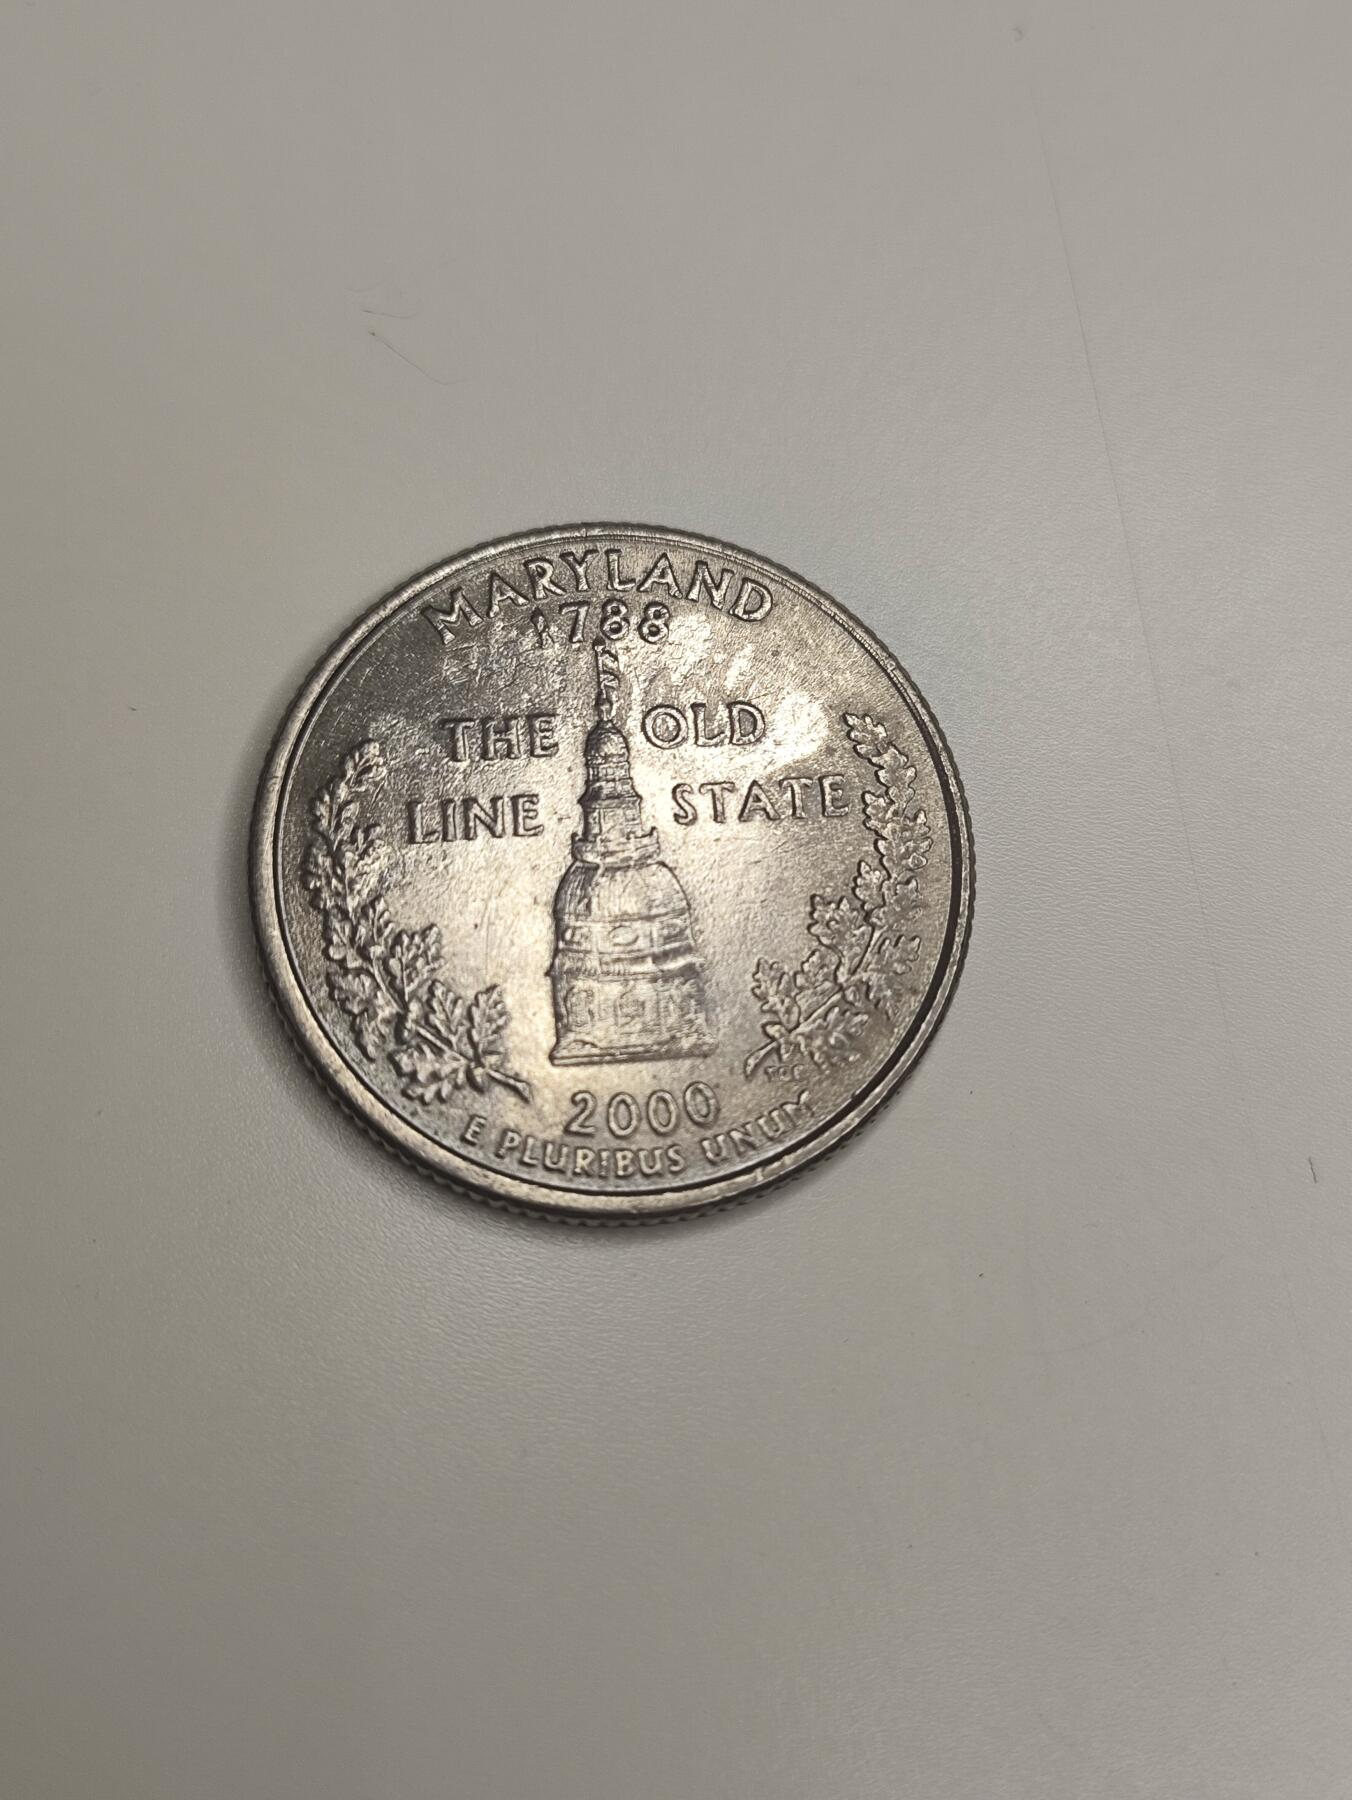 MARYLAND
1788
THE OLD
LINE STATE
2000
E PLURIBUS UNUM